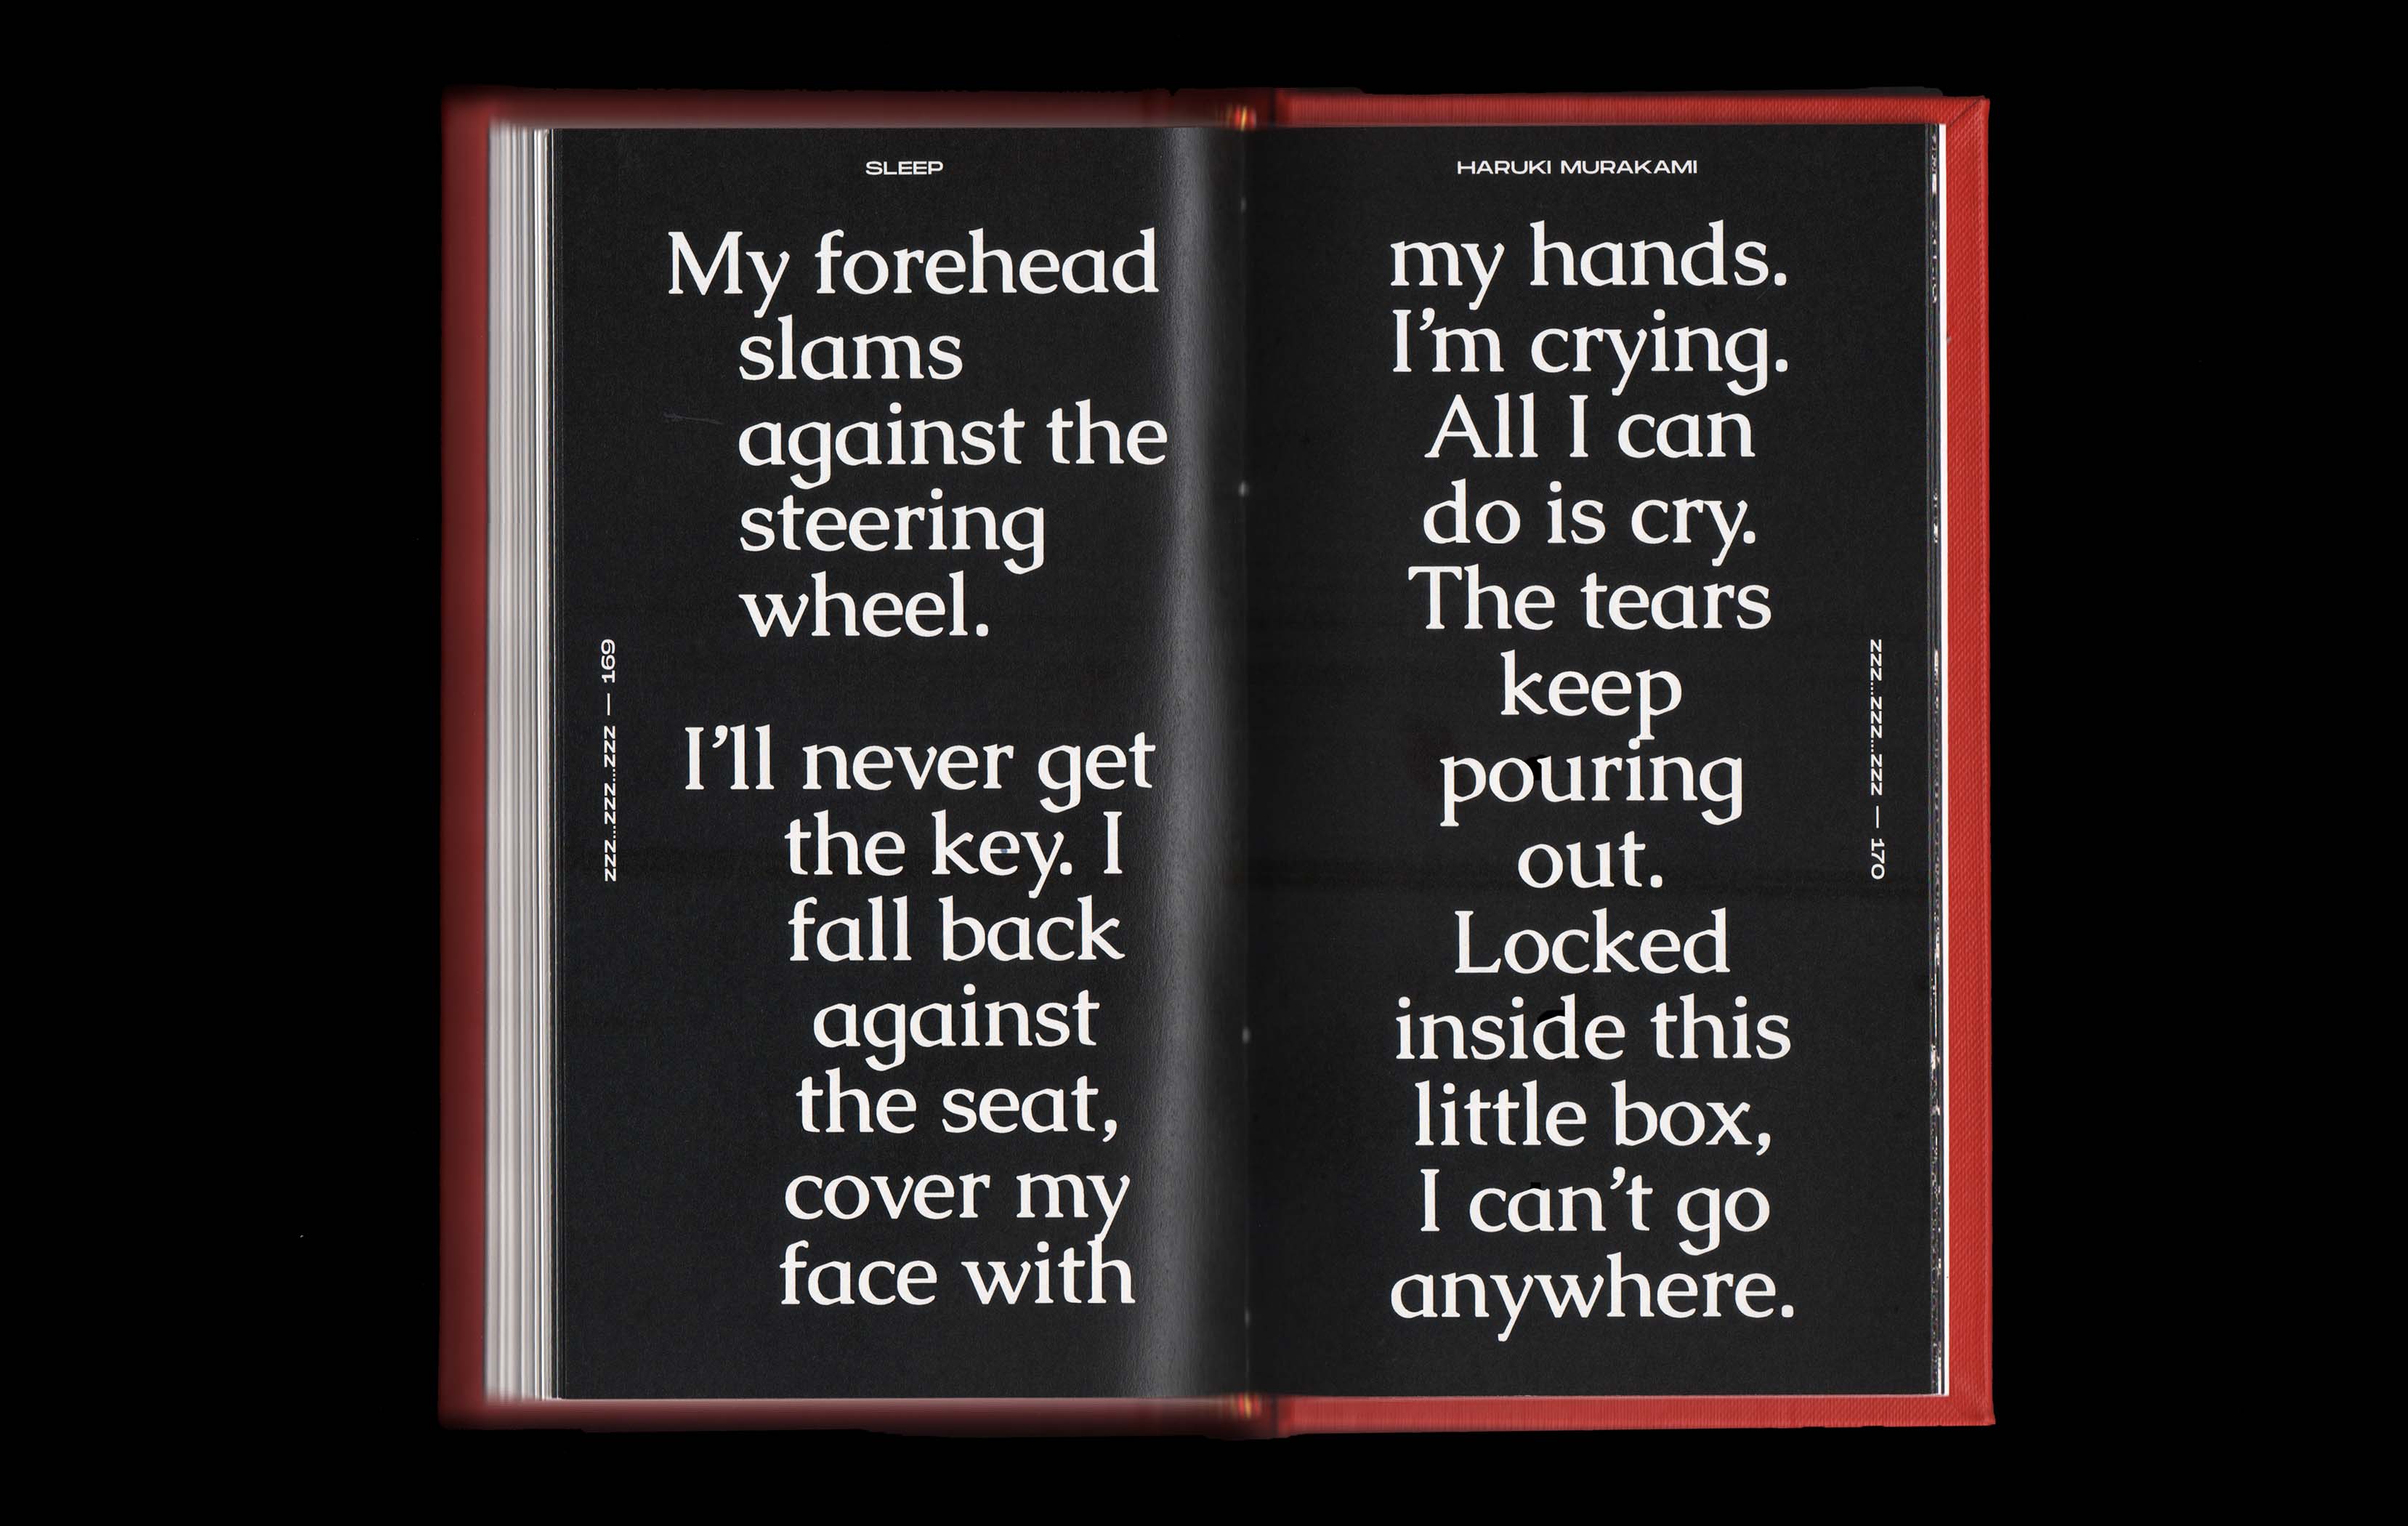 SLEEP
My forehead
slams
against the
steering
wheel.
I’ll never get
the key. I
fall back
against
the seat,
cover my
face with
zzz...zzz...zzz — 169
HARUKI MURAKAMI
my hands.
I’m crying.
All I can
do is cry.
The tears
keep
pouring
out.
Locked
inside this
little box,
I can’t go
anywhere.
zzz...zzz...zzz — 170